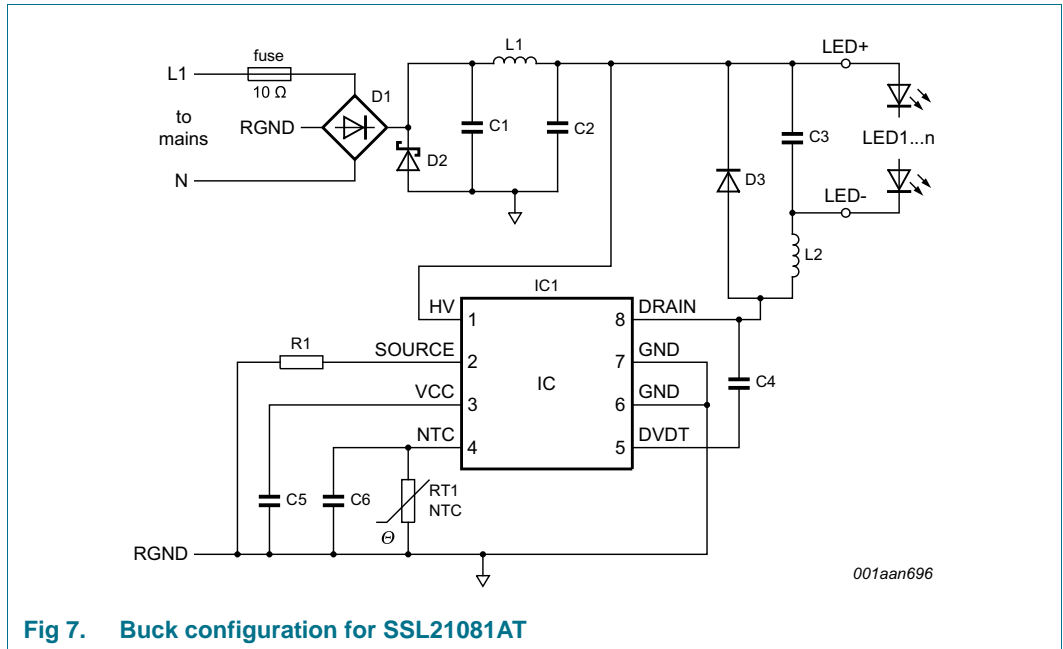 L1
fuse
10 Ω
L1
LED+
D1
to
mains
RGND
C1
C2
C3
LED1...n
D2
D3
N
LED-
L2
IC1
HV
DRAIN
1
8
R1
SOURCE
GND
2
7
IC
C4
VCC
GND
3
6
NTC
DVDT
4
5
C5
C6
RT1
NTC
Θ
RGND
001aan696
Fig 7. Buck configuration for SSL21081AT